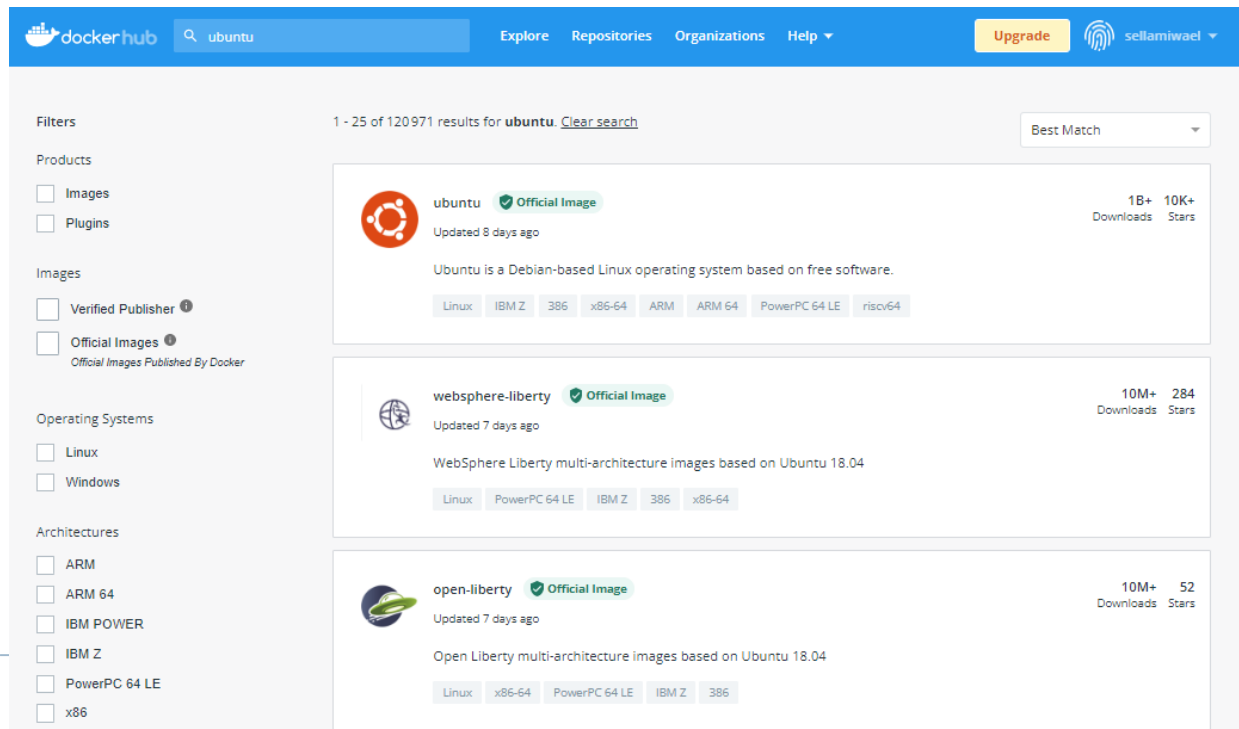 dockerhub ubuntu Explore Repositories Organizations Help Upgrade sellamiwael
Filters
Products
Images
Plugins
Images
Verified Publisher
Official Images
Official Images Published By Docker
Operating Systems
Linux
Windows
Architectures
ARM
ARM 64
IBM POWER
IBM Z
PowerPC 64 LE
x86
1 - 25 of 120 971 results for ubuntu. Clear search
Best Match
ubuntu Official Image
Updated 8 days ago
Ubuntu is a Debian-based Linux operating system based on free software.
Linux IBM Z 386 x86-64 ARM ARM 64 PowerPC 64 LE riscv64
1B+ 10K+
Downloads Stars
websphere-liberty Official Image
Updated 7 days ago
WebSphere Liberty multi-architecture images based on Ubuntu 18.04
Linux PowerPC 64 LE IBM Z 386 x86-64
10M+ 284
Downloads Stars
open-liberty Official Image
Updated 7 days ago
Open Liberty multi-architecture images based on Ubuntu 18.04
Linux x86-64 PowerPC 64 LE IBM Z 386
10M+ 52
Downloads Stars